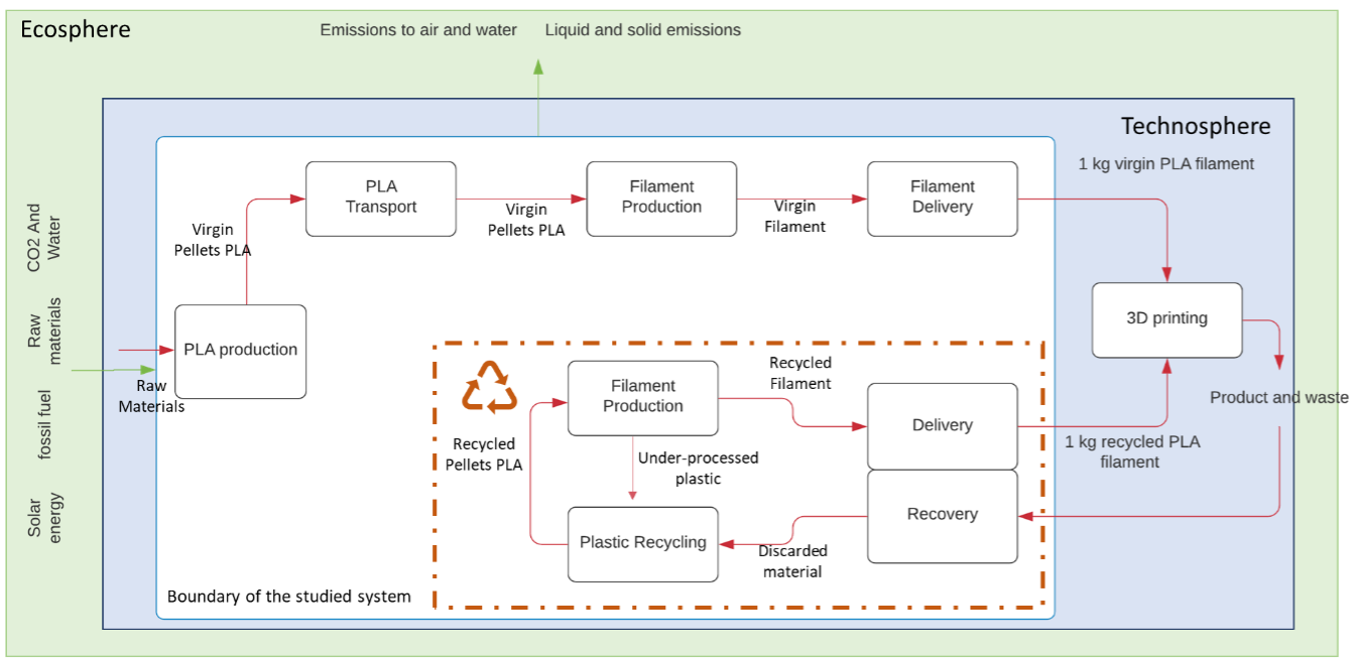 Ecosphere
Emissions to air and water
Liquid and solid emissions
Technosphere
1 kg virgin PLA filament
PLA
Transport
Filament
Production
Filament
Delivery
Virgin
Pellets PLA
Virgin
Filament
Virgin
Pellets PLA
CO2 And
Water
Raw
materials
fossil fuel
Solar
energy
PLA production
Raw
Materials
3D printing
Product and waste
Recycled
Filament
Filament
Production
Delivery
1 kg recycled PLA
filament
Recycled
Pellets PLA
Under-processed
plastic
Recovery
Plastic Recycling
Discarded
material
Boundary of the studied system